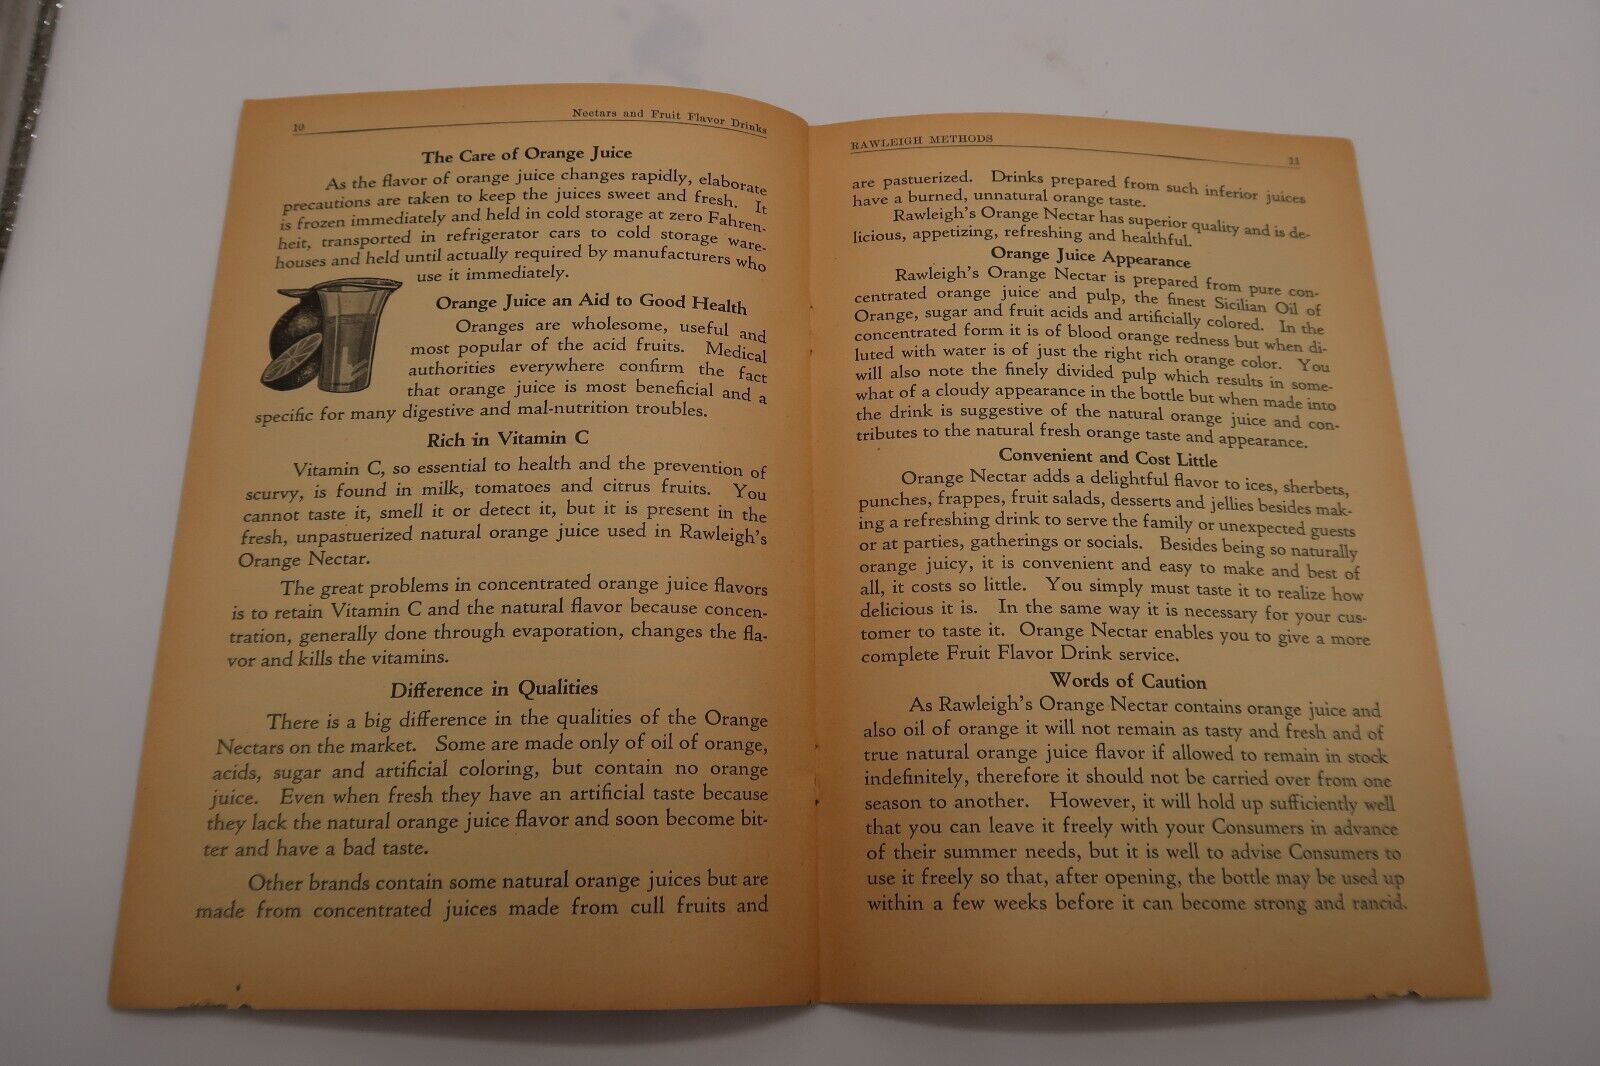 10
Nectars and Fruit Flavor Drinks
The Care of Orange Juice
As the flavor of orange juice changes rapidly, elaborate
precautions are taken to keep the juices sweet and fresh. It
is frozen immediately and held in cold storage at zero Fahren-
heit, transported in refrigerator cars to cold storage ware-
houses and held until actually required by manufacturers who
use it immediately.
Orange Juice an Aid to Good Health
Oranges are wholesome, useful and
most popular of the acid fruits. Medical
authorities everywhere confirm the fact
that orange juice is most beneficial and a
specific for many digestive and mal-nutrition troubles.
Rich in Vitamin C
Vitamin C, so essential to health and the prevention of
scurvy, is found in milk, tomatoes and citrus fruits. You
cannot taste it, smell it or detect it, but it is present in the
fresh, unpastuerized natural orange juice used in Rawleigh's
Orange Nectar.
The great problems in concentrated orange juice flavors
is to retain Vitamin C and the natural flavor because concen-
tration, generally done through evaporation, changes the fla-
vor and kills the vitamins.
Difference in Qualities
There is a big difference in the qualities of the Orange
Nectars on the market. Some are made only of oil of orange,
acids, sugar and artificial coloring, but contain no orange
juice. Even when fresh they have an artificial taste because
they lack the natural orange juice flavor and soon become bit-
ter and have a bad taste.
Other brands contain some natural orange juices but are
made from concentrated juices made from cull fruits and
RAWLEIGH METHODS
11
are pastuerized. Drinks prepared from such inferior juices
have a burned, unnatural orange taste.
Rawleigh's Orange Nectar has superior quality and is de-
licious, appetizing, refreshing and healthful.
Orange Juice Appearance
Rawleigh's Orange Nectar is prepared from pure con-
centrated orange juice and pulp, the finest Sicilian Oil of
Orange, sugar and fruit acids and artificially colored. In the
concentrated form it is of blood orange redness but when di-
luted with water is of just the right rich orange color. You
will also note the finely divided pulp which results in some-
what of a cloudy appearance in the bottle but when made into
the drink is suggestive of the natural orange juice and con-
tributes to the natural fresh orange taste and appearance.
Convenient and Cost Little
Orange Nectar adds a delightful flavor to ices, sherbets,
punches, frappes, fruit salads, desserts and jellies besides mak-
ing a refreshing drink to serve the family or unexpected guests
or at parties, gatherings or socials. Besides being so naturally
orange juicy, it is convenient and easy to make and best of
all, it costs so little. You simply must taste it to realize how
delicious it is. In the same way it is necessary for your cus-
tomer to taste it. Orange Nectar enables you to give a more
complete Fruit Flavor Drink service.
Words of Caution
As Rawleigh's Orange Nectar contains orange juice and
also oil of orange it will not remain as tasty and fresh and of
true natural orange juice flavor if allowed to remain in stock
indefinitely, therefore it should not be carried over from one
season to another. However, it will hold up sufficiently well
that you can leave it freely with your Consumers in advance
of their summer needs, but it is well to advise Consumers to
use it freely so that, after opening, the bottle may be used up
within a few weeks before it can become strong and rancid.